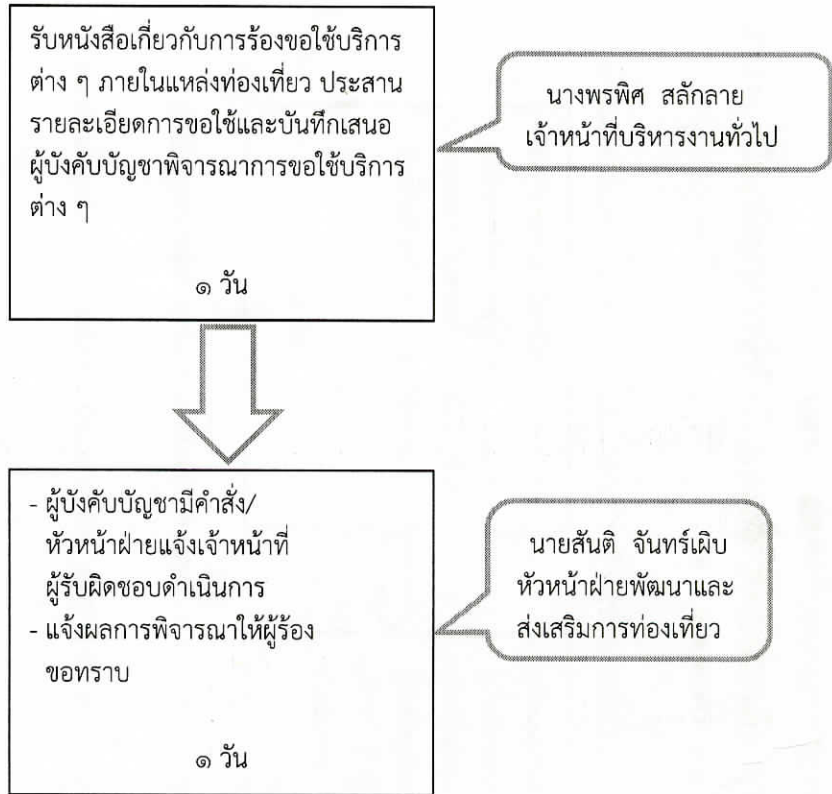 รับหนังสือเกี่ยวกับการร้องขอใช้บริการ
ต่าง ๆ ภายในแหล่งท่องเที่ยว ประสาน
รายละเอียดการขอใช้และบันทึกเสนอ
ผู้บังคับบัญชาพิจารณาการขอใช้บริการ
ต่าง ๆ
๑ วัน
นางพรพิศ สลักลาย
เจ้าหน้าที่บริหารงานทั่วไป
- ผู้บังคับบัญชามีคำสั่ง/
หัวหน้าฝ่ายแจ้งเจ้าหน้าที่
ผู้รับผิดชอบดำเนินการ
- แจ้งผลการพิจารณาให้ผู้ร้อง
ขอทราบ
๑ วัน
นายสันติ จันทร์เผิบ
หัวหน้าฝ่ายพัฒนาและ
ส่งเสริมการท่องเที่ยว